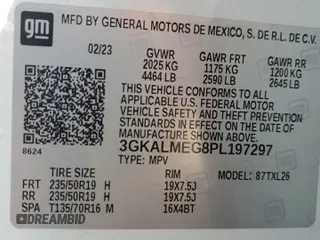 gm
MFD BY GENERAL MOTORS DE MEXICO, S. DE R.L. DE C.V.
02/23 GVWR GAWR FRT GAWR RR
2025 KG 1175 KG 1200 KG
4464 LB 2590 LB 2645 LB
THIS VEHICLE CONFORMS TO ALL
APPLICABLE U.S. FEDERAL MOTOR
VEHICLE SAFETY AND THEFT PREVENTION
STANDARDS IN EFFECT ON THE DATE OF
MANUFACTURE SHOWN ABOVE.
3GKALMEG8PL197297
8624 TYPE: MPV MODEL: 87TXL26
TIRE SIZE RIM
FRT 235/50R19 H 19X7.5J
RR 235/50R19 H 19X7.5J
SPA T135/70R16 M 16X4BT
DREAMBID